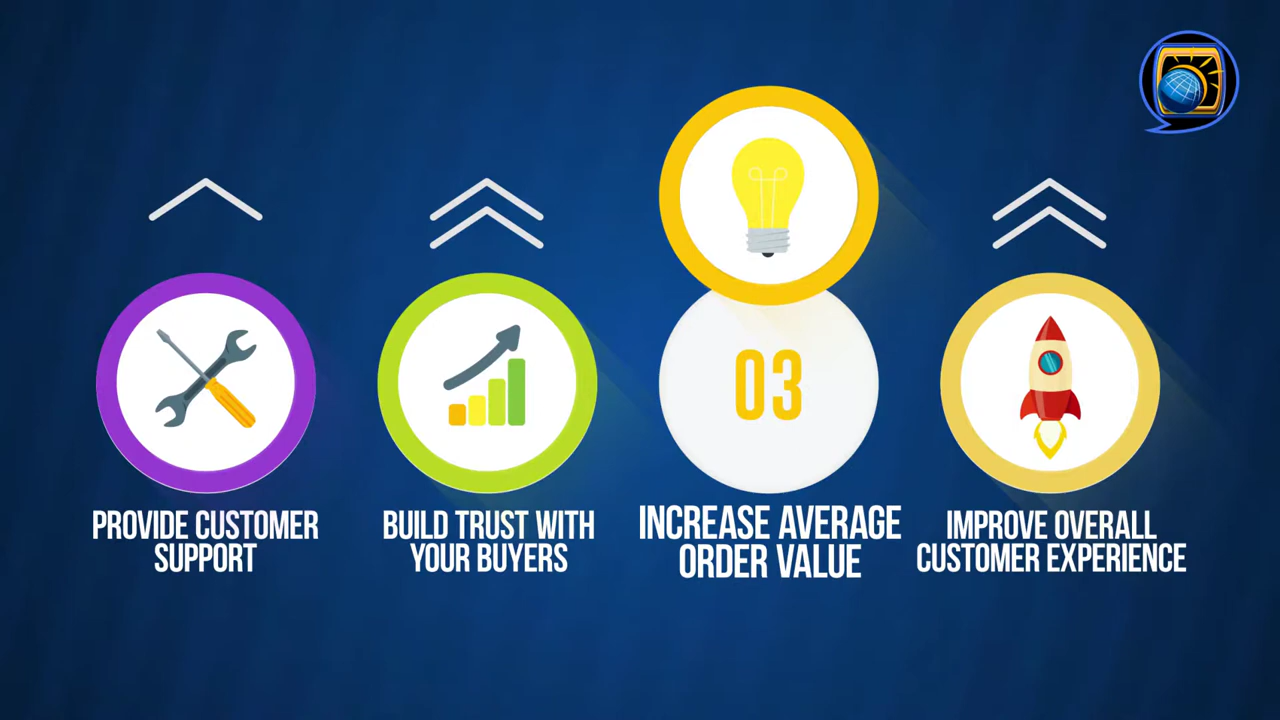 03
PROVIDE CUSTOMER
SUPPORT
BUILD TRUST WITH
YOUR BUYERS
INCREASE AVERAGE
ORDER VALUE
IMPROVE OVERALL
CUSTOMER EXPERIENCE